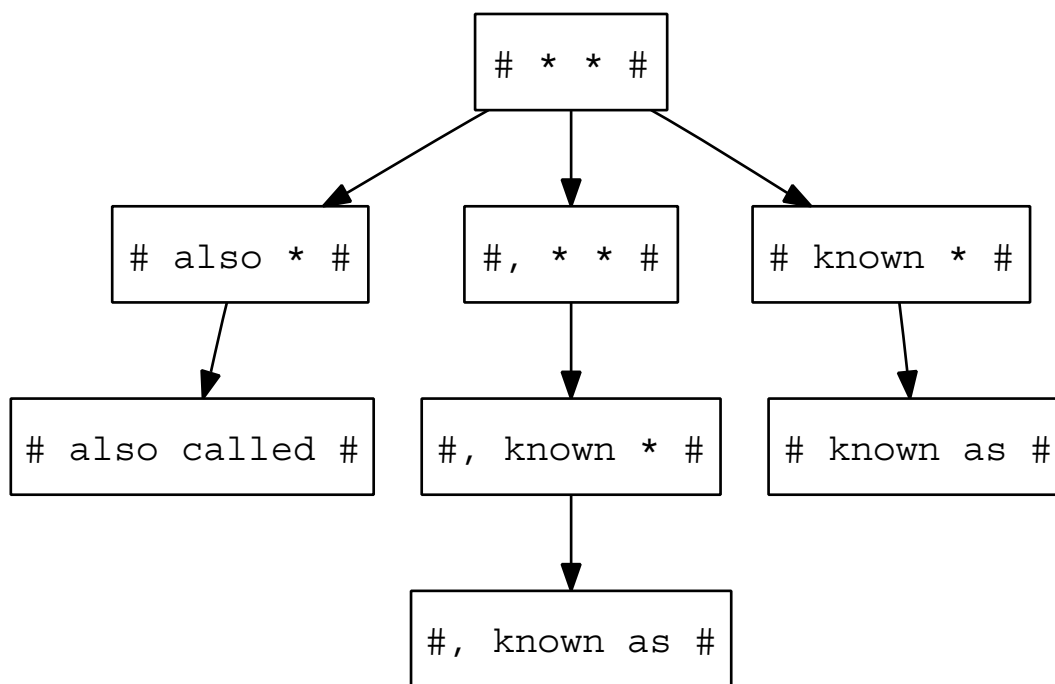 # * * #
# also * #
#, * * #
# known * #
# also called #
#, known * #
# known as #
#, known as #